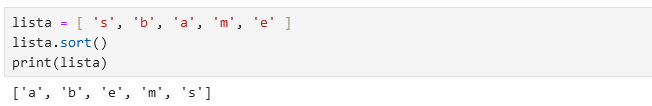 lista = [ 's', 'b', 'a', 'm', 'e' ]
lista.sort()
print(lista)
['a', 'b', 'e', 'm', 's']